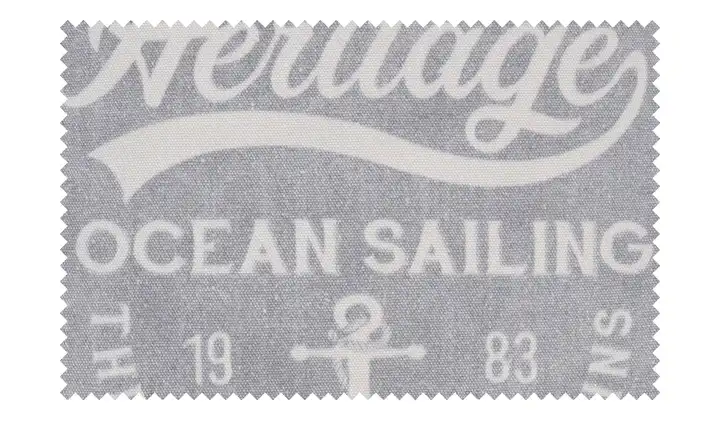 Heritage
OCEAN SAILING
19 83